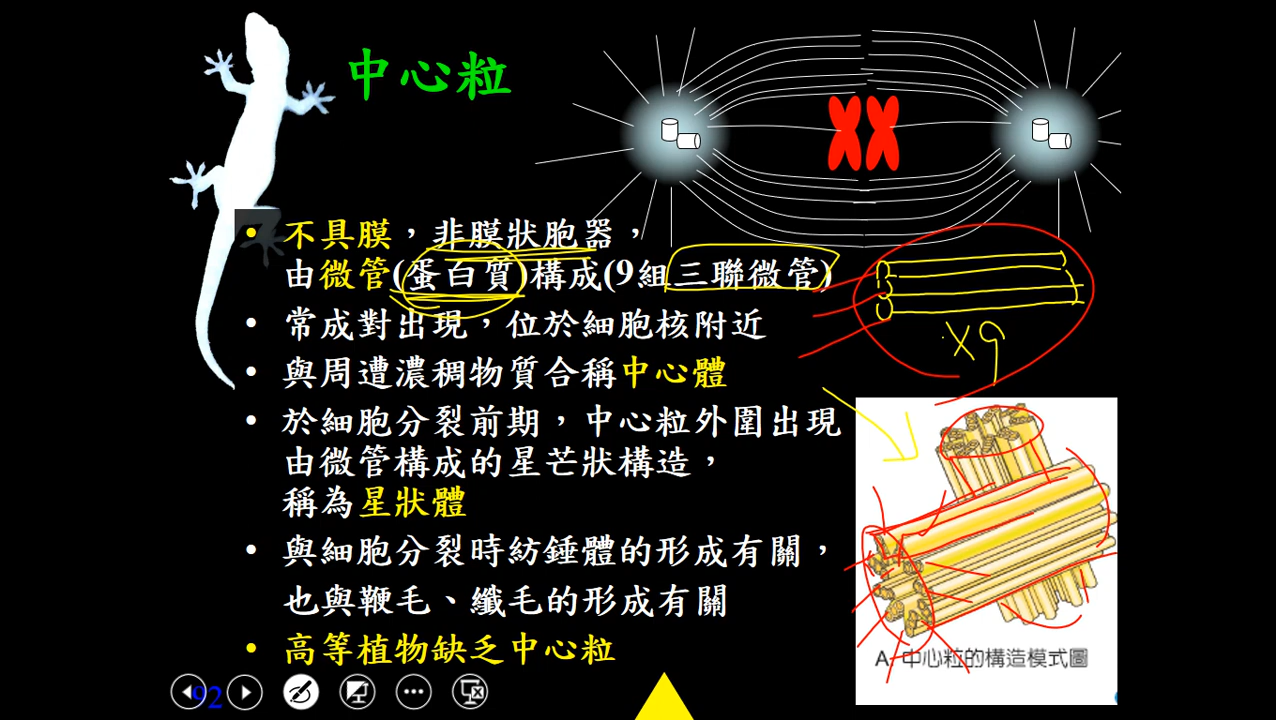 中心粒
• 不具膜，非膜狀胞器，
由微管(蛋白質)構成(9組三聯微管)
• 常成對出現，位於細胞核附近
• 與周遭濃稠物質合稱中心體
• 於細胞分裂前期，中心粒外圍出現
由微管構成的星芒狀構造，
稱為星狀體
• 與細胞分裂時紡錘體的形成有關，
也與鞭毛、纖毛的形成有關
• 高等植物缺乏中心粒
X9
A. 中心粒的構造模式圖
92